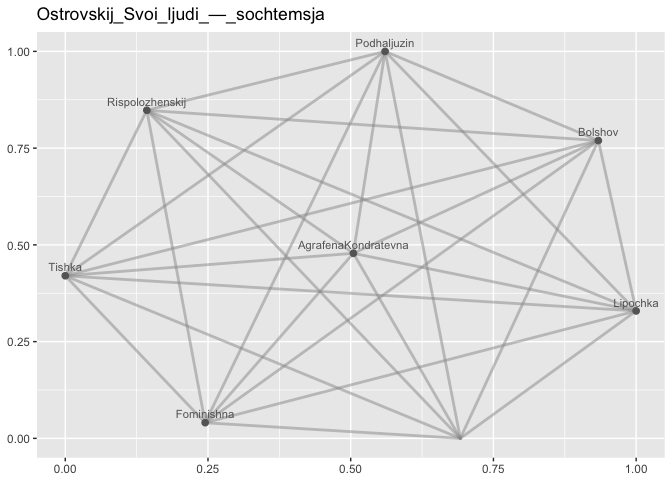 Ostrovskij_Svoi_ljudi_—_sochtemsja
Podhaljuzin
1.00
Rispolozhenskij
Bolshov
0.75
AgrafenaKondratevna
0.50
Tishka
Lipochka
0.25
Fominishna
0.00
0.00 0.25 0.50 0.75 1.00